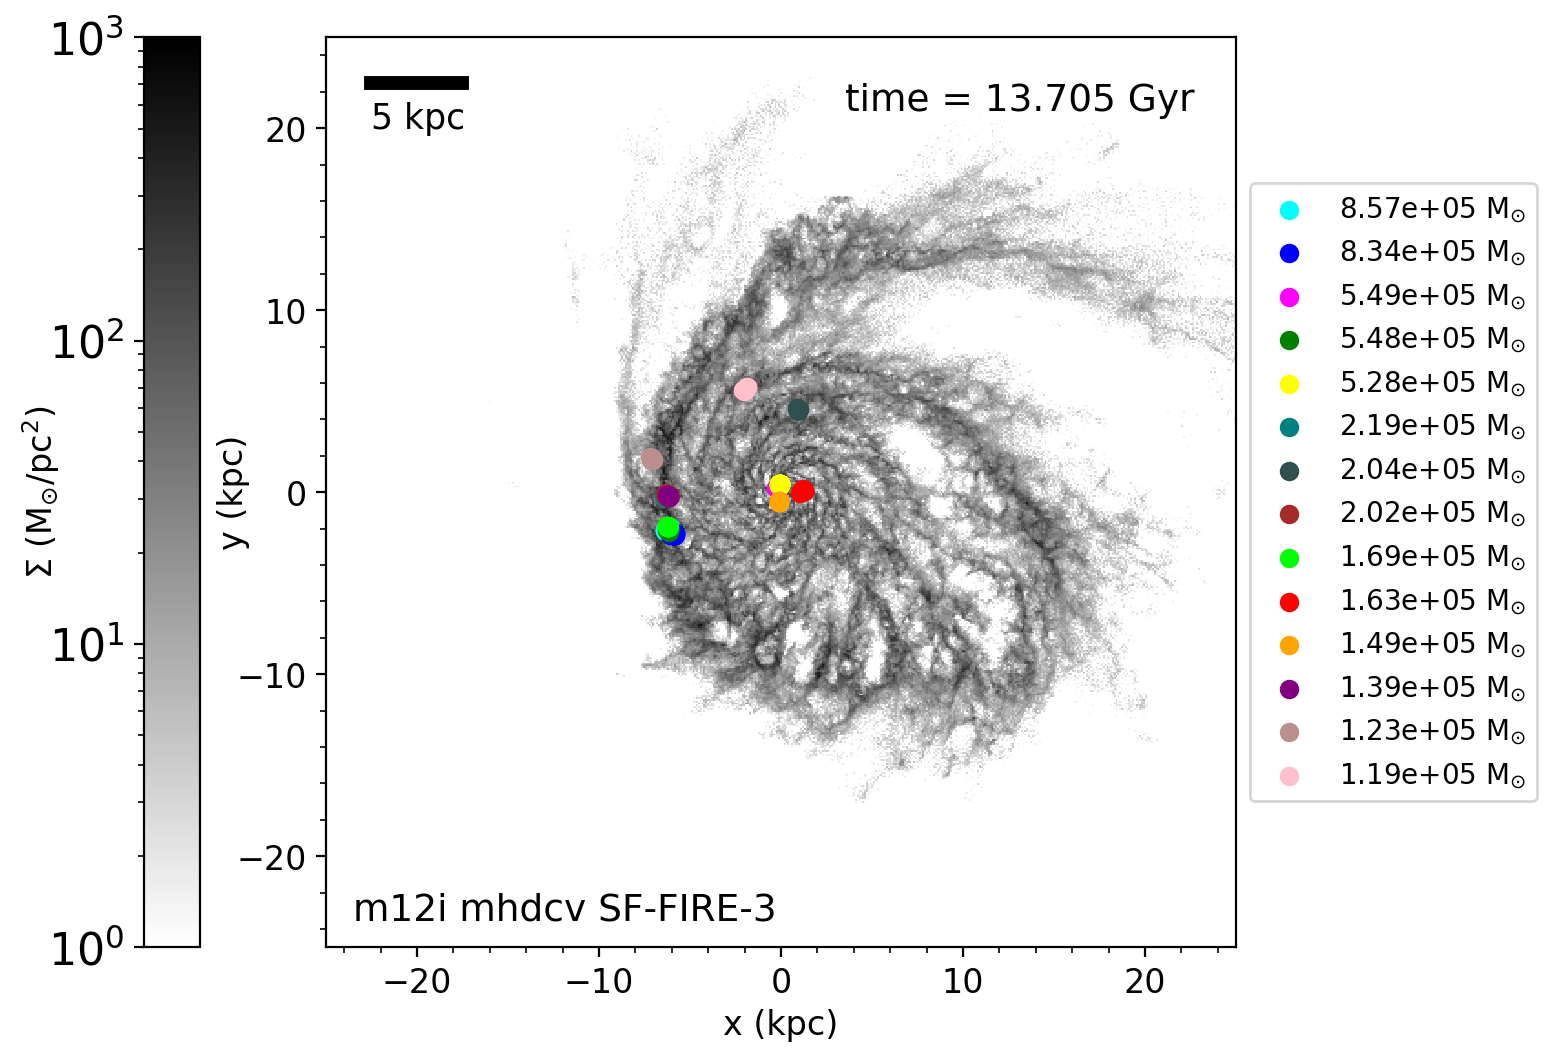 10³
10²
10¹
10⁰
Σ (M⊙/pc²)
5 kpc
time = 13.705 Gyr
m12i mhdcv SF-FIRE-3
20
10
0
−10
−20
y (kpc)
−20 −10 0 10 20
x (kpc)
8.57e+05 M⊙
8.34e+05 M⊙
5.49e+05 M⊙
5.48e+05 M⊙
5.28e+05 M⊙
2.19e+05 M⊙
2.04e+05 M⊙
2.02e+05 M⊙
1.69e+05 M⊙
1.63e+05 M⊙
1.49e+05 M⊙
1.39e+05 M⊙
1.23e+05 M⊙
1.19e+05 M⊙